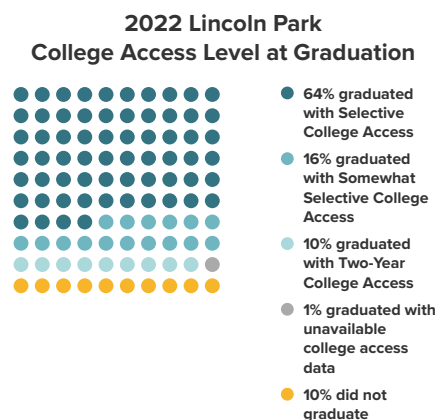 2022 Lincoln Park
College Access Level at Graduation
64% graduated
with Selective
College Access
16% graduated
with Somewhat
Selective College
Access
10% graduated
with Two-Year
College Access
1% graduated with
unavailable
college access
data
10% did not
graduate